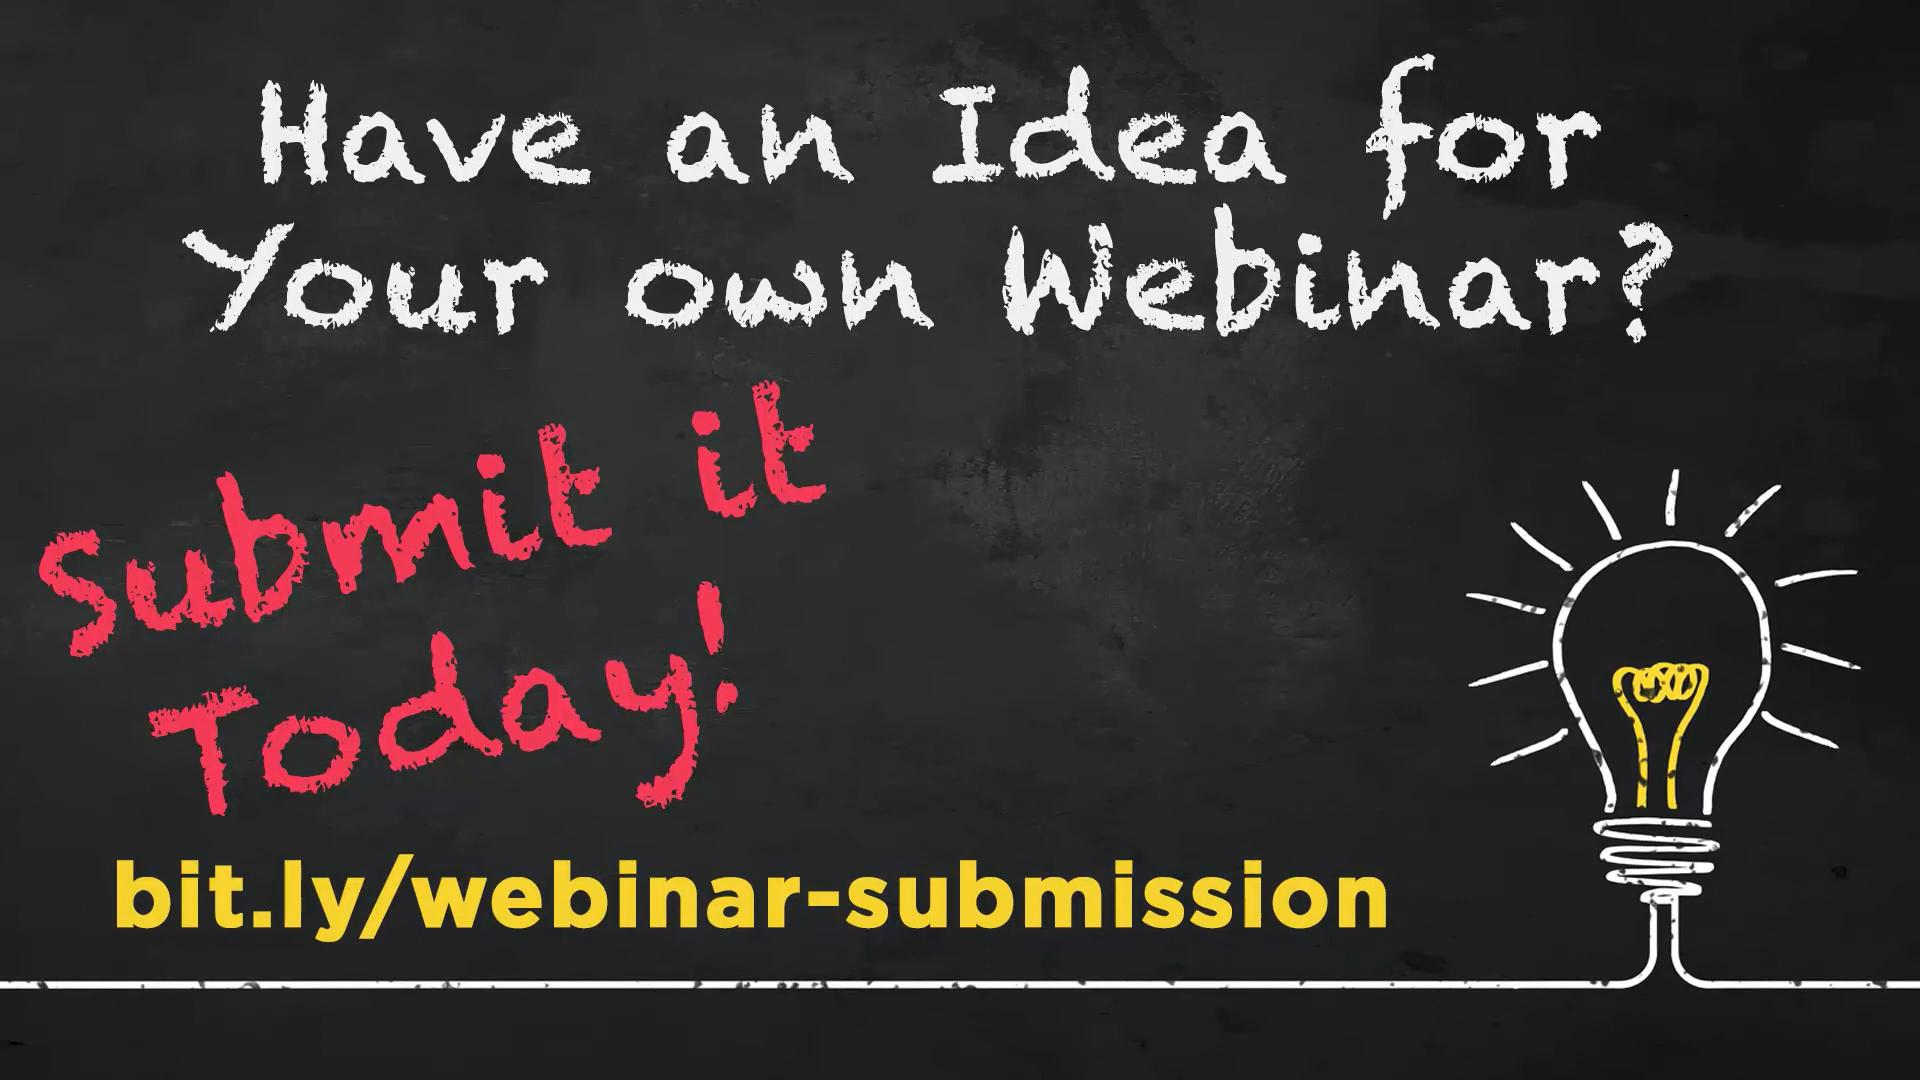 Have an Idea for
Your own Webinar?
Submit it
Today!
bit.ly/webinar-submission